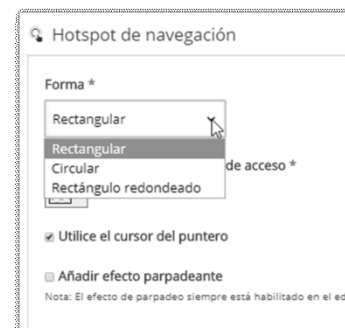 Hotspot de navegación
Forma *
Rectangular
Rectangular
Circular
de acceso *
Rectángulo redondeado
Utilice el cursor del puntero
Añadir efecto parpadeante
Nota: El efecto de parpadeo siempre está habilitado en el ed